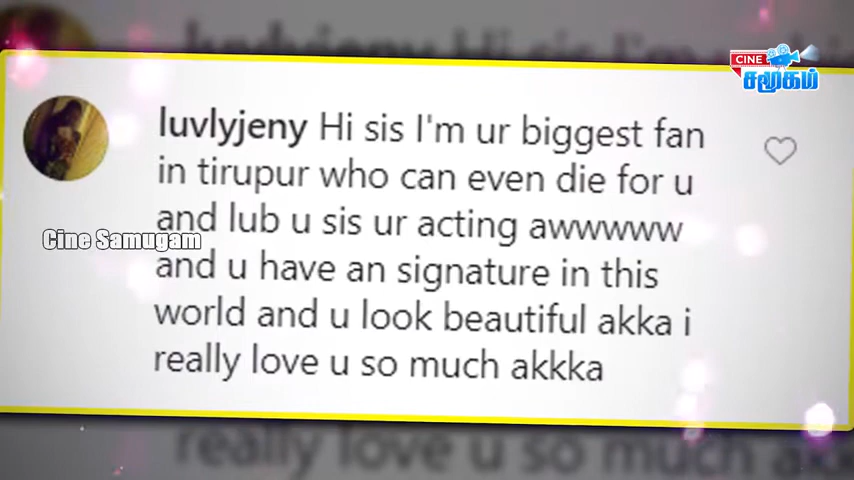 CINE
சமூகம்
luvlyjeny Hi sis I'm ur biggest fan
in tirupur who can even die for u
and lub u sis ur acting awwwww
and u have an signature in this
world and u look beautiful akka i
really love u so much akkka
Cine Samugam
really love u so much